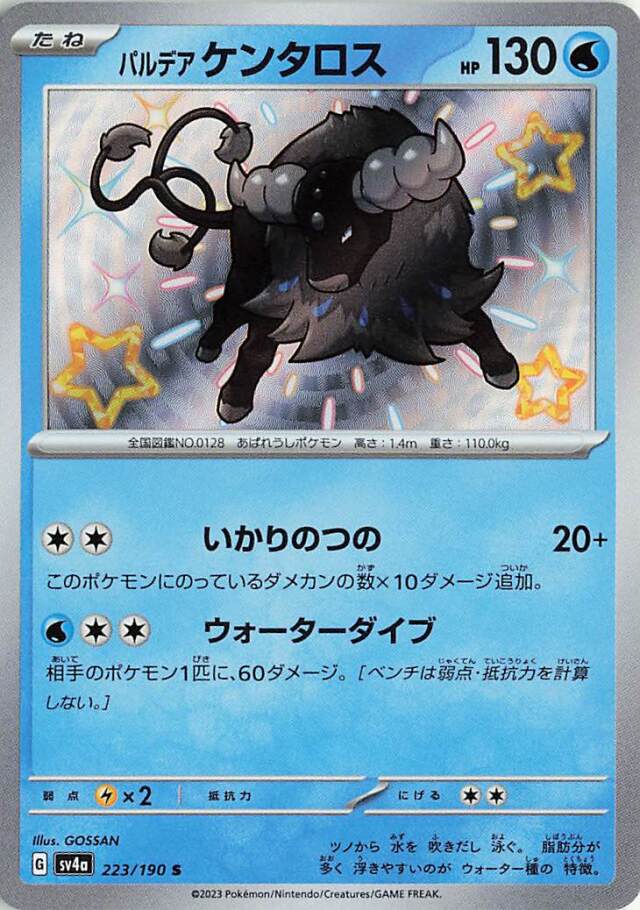 たね
パルデア ケンタロス HP 130
全国図鑑NO.0128 あばれうしポケモン 高さ:1.4m 重さ:110.0kg
いかりのつの 20+
このポケモンにのっているダメカンの数×10ダメージ追加。
ウォーターダイブ
相手のポケモン1匹に、60ダメージ。[ベンチは弱点・抵抗力を計算
しない。]
弱点 ×2 抵抗力 にげる
Illus. GOSSAN
ツノから 水を 吹きだし 泳ぐ。 脂肪分が
多く 浮きやすいのが ウォーター種の 特徴。
G sv4a 223/190 S
©2023 Pokémon/Nintendo/Creatures/GAME FREAK.